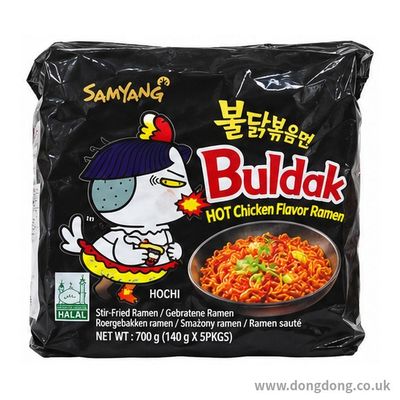 SAMYANG
불닭볶음면
Buldak
HOT Chicken Flavor Ramen
HOCHI
HALAL
Stir-Fried Ramen / Gebratene Ramen
Roergebakken ramen / Smażony ramen / Ramen sauté
NET WT : 700 g (140 g X 5PKGS)
www.dongdong.co.uk